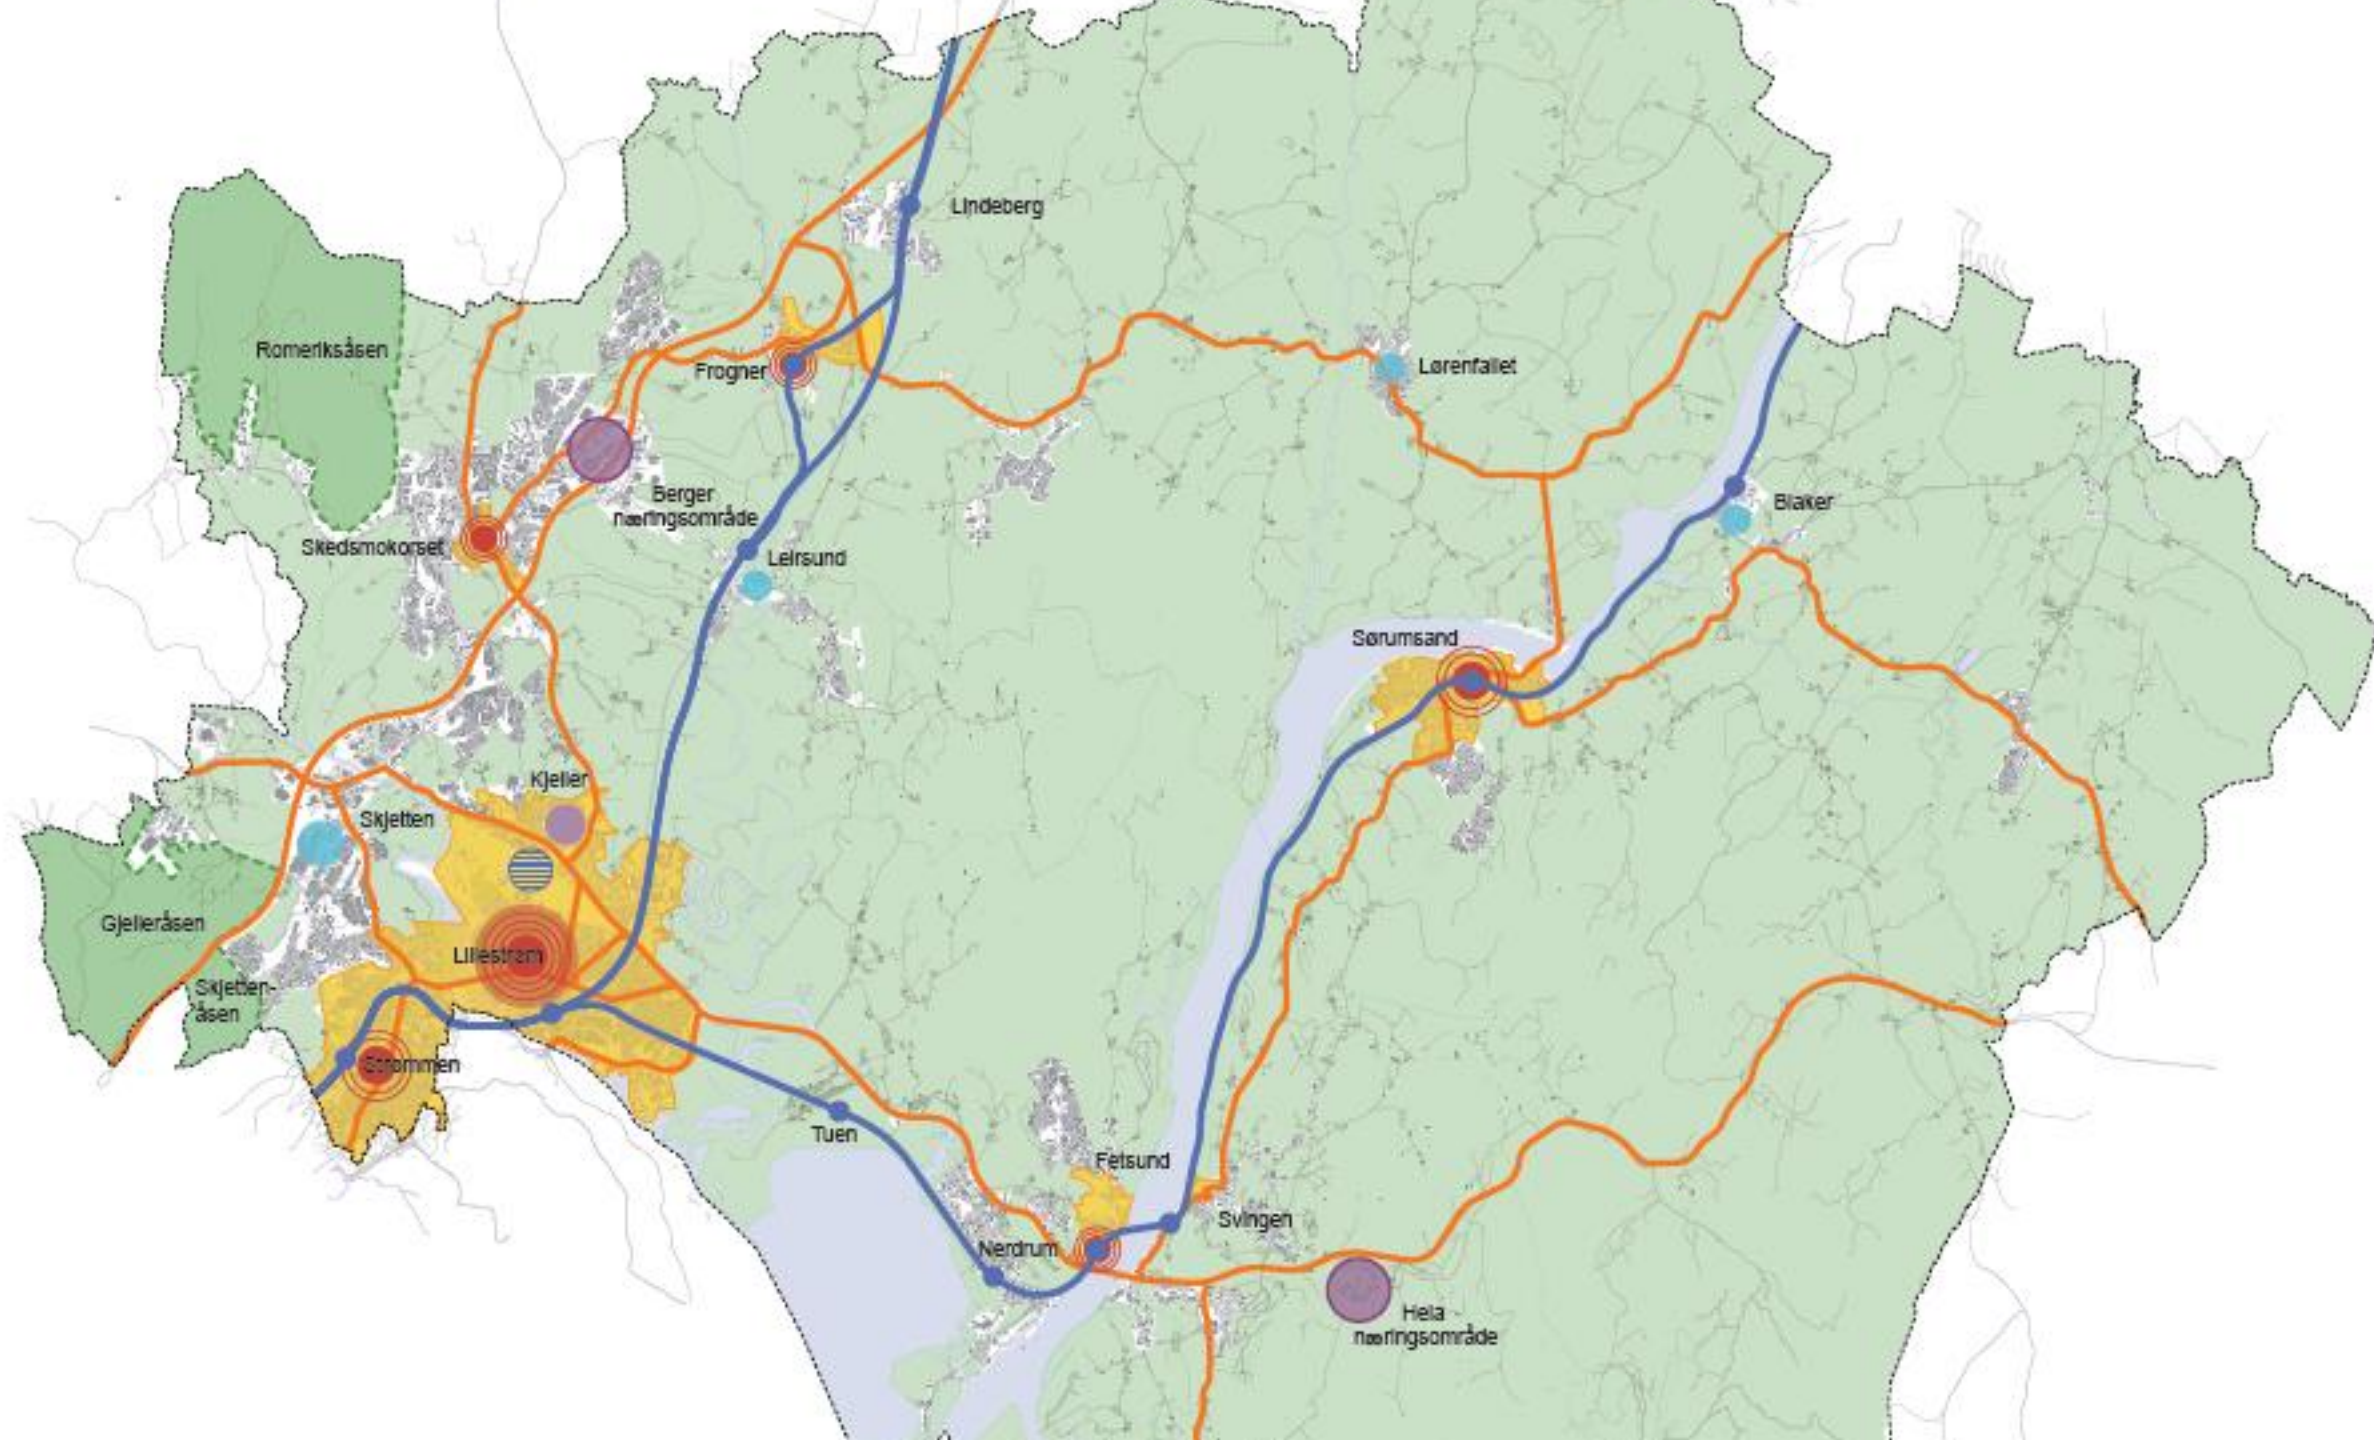 Lindeberg
Romeriksåsen
Frogner
Lørenfallet
Berger
næringsområde
Blaker
Skedsmokorset
Leirsund
Sørumsand
Kjeller
Skjetten
Gjelleråsen
Lillestrøm
Skjetten-
åsen
Strømmen
Tuen
Fetsund
Svingen
Nerdrum
Heia
næringsområde